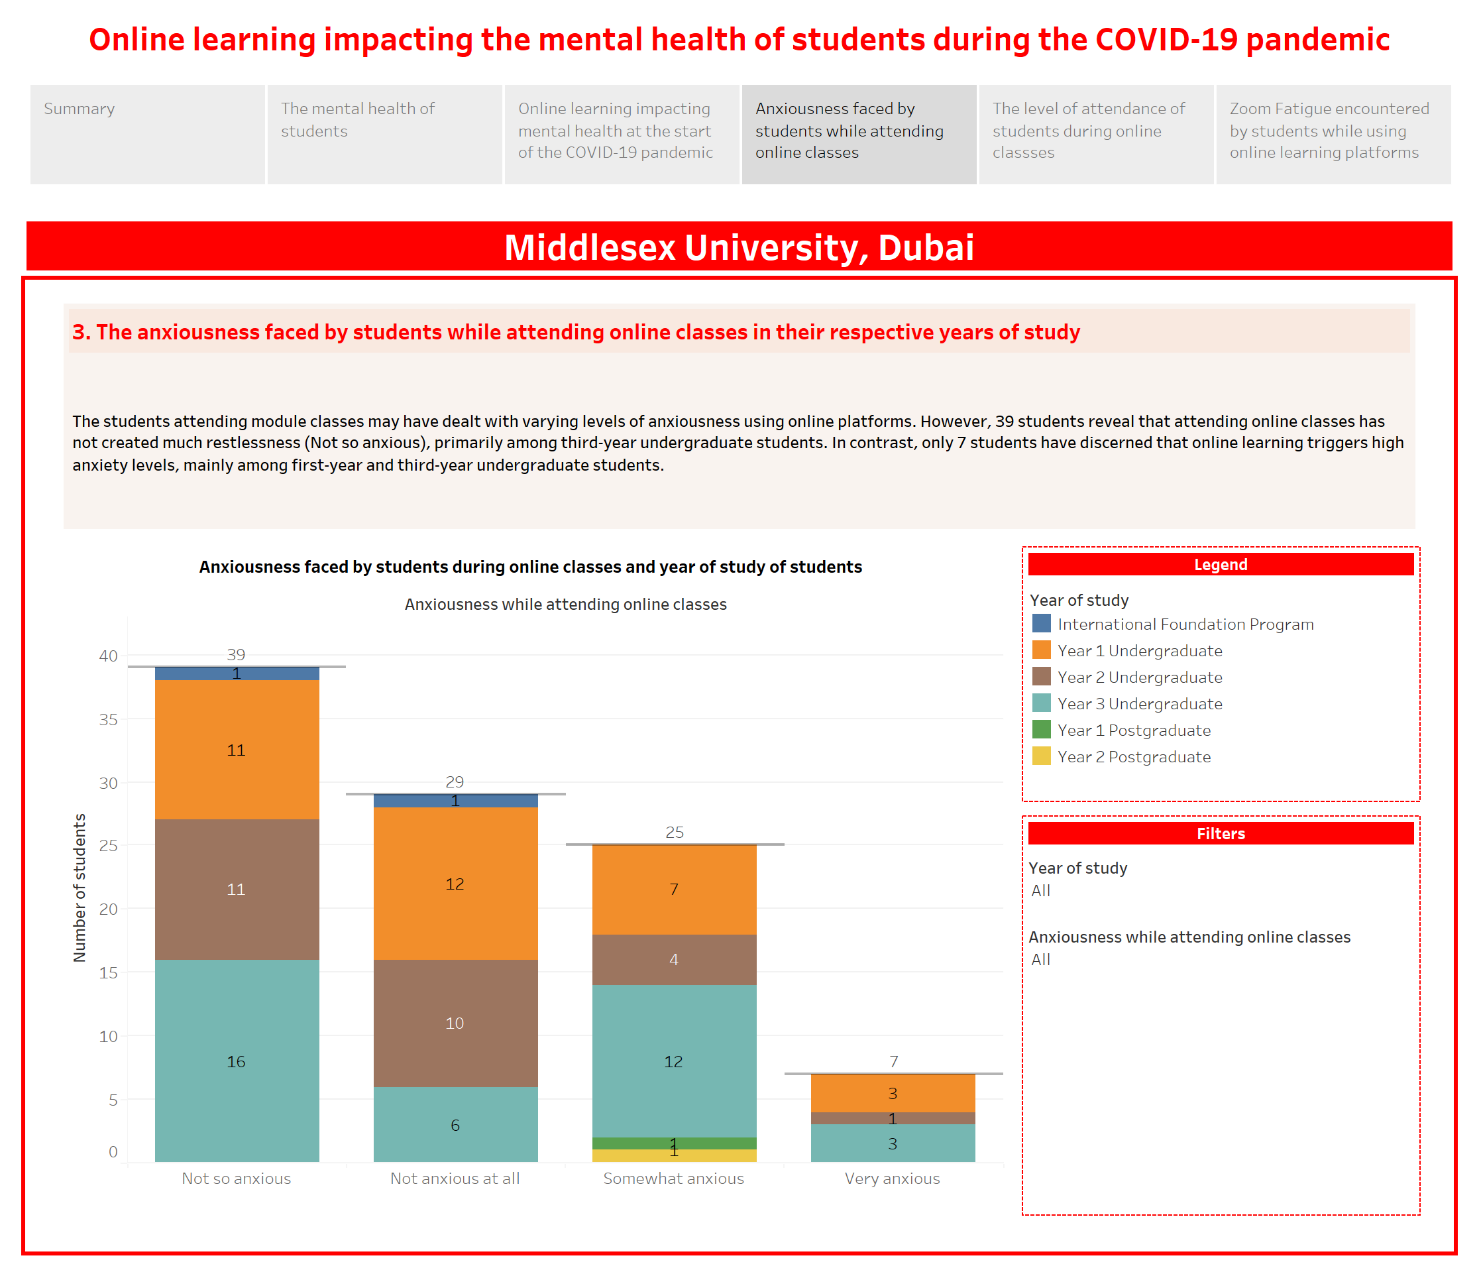 Online learning impacting the mental health of students during the COVID-19 pandemic
Summary
The mental health of
students
Online learning impacting
mental health at the start
of the COVID-19 pandemic
Anxiousness faced by
students while attending
online classes
The level of attendance of
students during online
classses
Zoom Fatigue encountered
by students while using
online learning platforms
Middlesex University, Dubai
3. The anxiousness faced by students while attending online classes in their respective years of study
The students attending module classes may have dealt with varying levels of anxiousness using online platforms. However, 39 students reveal that attending online classes has
not created much restlessness (Not so anxious), primarily among third-year undergraduate students. In contrast, only 7 students have discerned that online learning triggers high
anxiety levels, mainly among first-year and third-year undergraduate students.
Anxiousness faced by students during online classes and year of study of students
Anxiousness while attending online classes
Number of students
40
35
30
25
20
15
10
5
0
39
1
11
11
16
29
1
12
10
6
25
7
4
12
1
1
7
3
1
3
Not so anxious
Not anxious at all
Somewhat anxious
Very anxious
Legend
Year of study
International Foundation Program
Year 1 Undergraduate
Year 2 Undergraduate
Year 3 Undergraduate
Year 1 Postgraduate
Year 2 Postgraduate
Filters
Year of study
All
Anxiousness while attending online classes
All